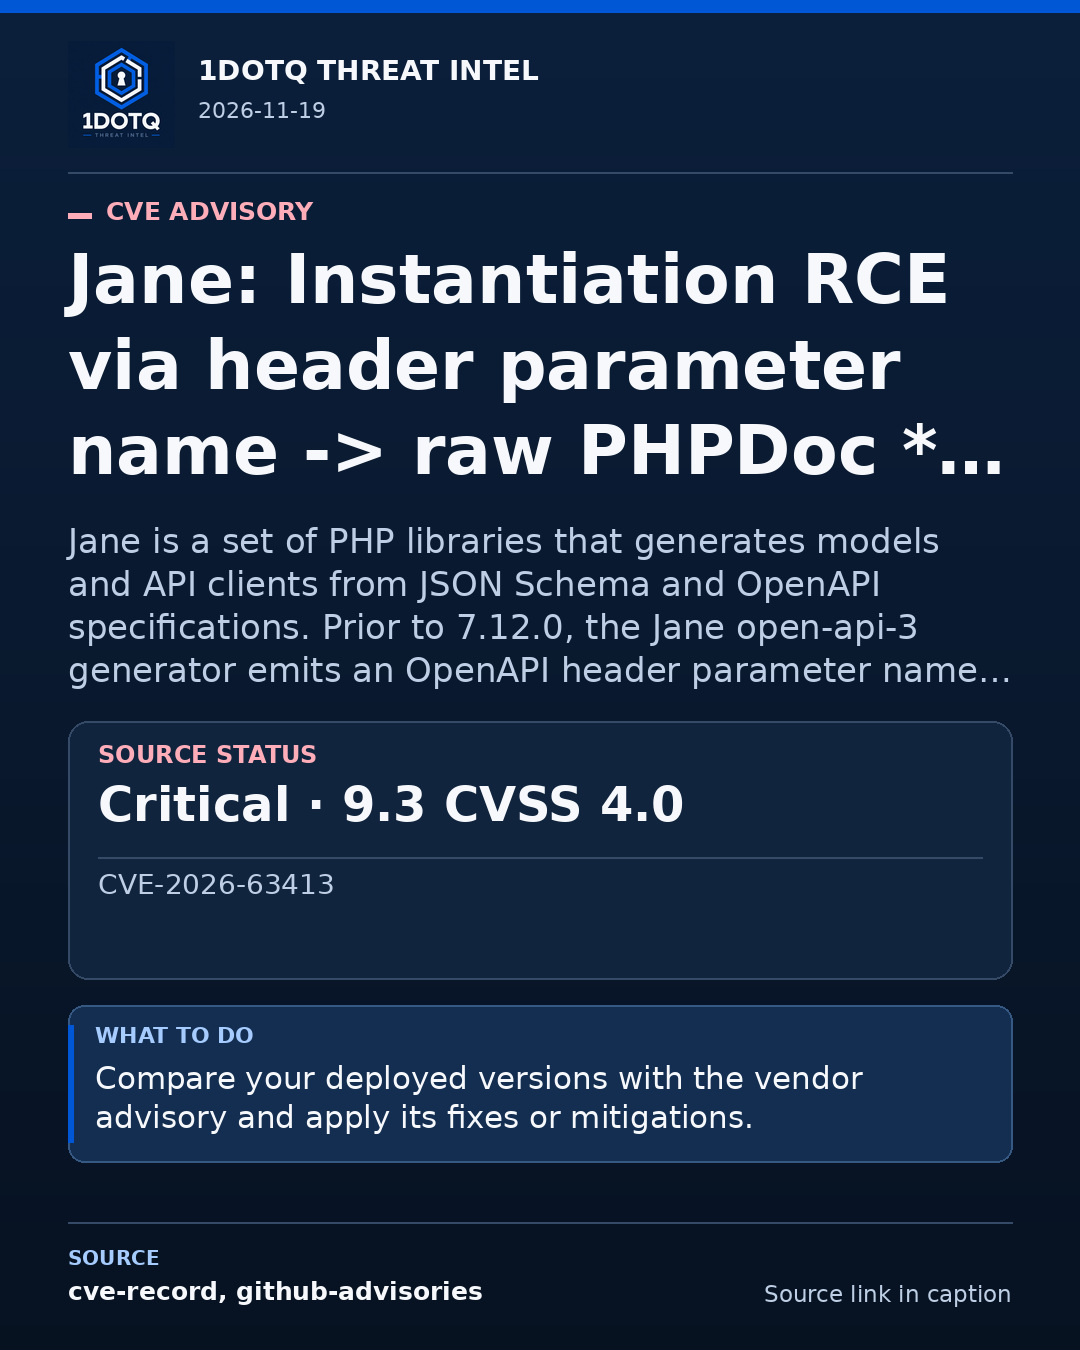 1DOTQ
THREAT INTEL
1DOTQ THREAT INTEL
2026-11-19
CVE ADVISORY
Jane: Instantiation RCE
via header parameter
name -> raw PHPDoc *…
Jane is a set of PHP libraries that generates models
and API clients from JSON Schema and OpenAPI
specifications. Prior to 7.12.0, the Jane open-api-3
generator emits an OpenAPI header parameter name…
SOURCE STATUS
Critical · 9.3 CVSS 4.0
CVE-2026-63413
WHAT TO DO
Compare your deployed versions with the vendor
advisory and apply its fixes or mitigations.
SOURCE
cve-record, github-advisories
Source link in caption